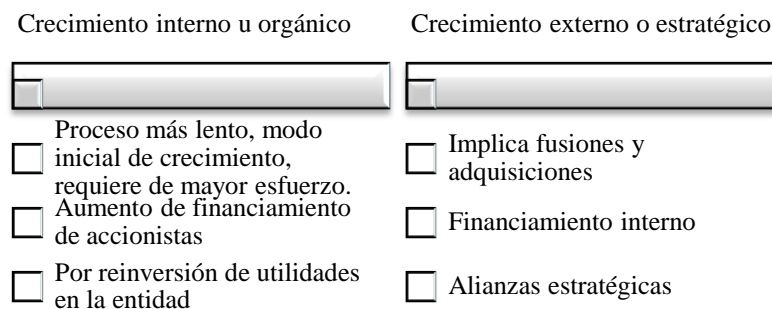 Crecimiento interno u orgánico
Proceso más lento, modo
inicial de crecimiento,
requiere de mayor esfuerzo.
Aumento de financiamiento
de accionistas
Por reinversión de utilidades
en la entidad
Crecimiento externo o estratégico
Implica fusiones y
adquisiciones
Financiamiento interno
Alianzas estratégicas